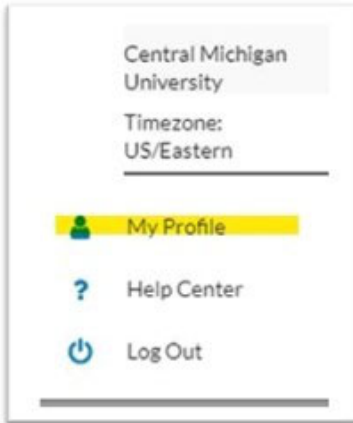 Central Michigan
University
Timezone:
US/Eastern
My Profile
? Help Center
Log Out